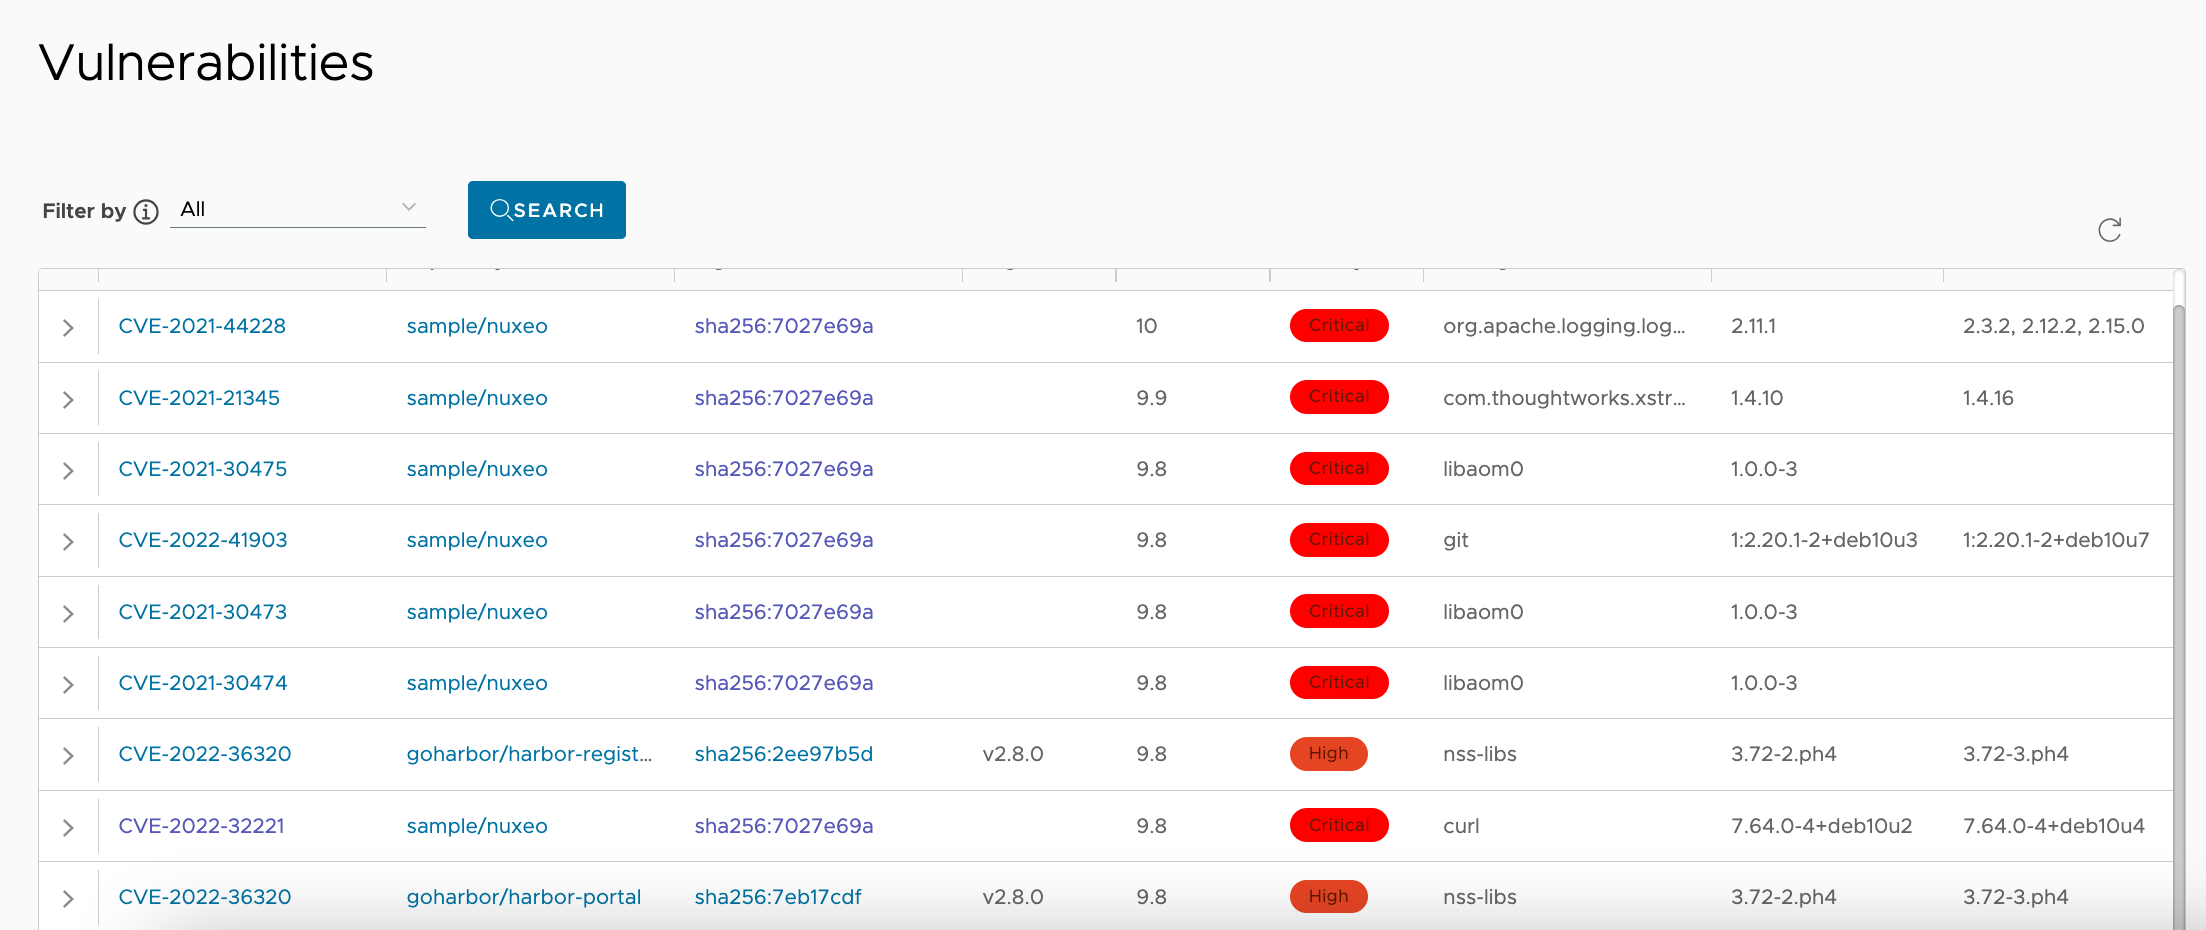 Vulnerabilities
Filter by All SEARCH
CVE-2021-44228 sample/nuxeo sha256:7027e69a 10 Critical org.apache.logging.log... 2.11.1 2.3.2, 2.12.2, 2.15.0
CVE-2021-21345 sample/nuxeo sha256:7027e69a 9.9 Critical com.thoughtworks.xstr... 1.4.10 1.4.16
CVE-2021-30475 sample/nuxeo sha256:7027e69a 9.8 Critical libaom0 1.0.0-3
CVE-2022-41903 sample/nuxeo sha256:7027e69a 9.8 Critical git 1:2.20.1-2+deb10u3 1:2.20.1-2+deb10u7
CVE-2021-30473 sample/nuxeo sha256:7027e69a 9.8 Critical libaom0 1.0.0-3
CVE-2021-30474 sample/nuxeo sha256:7027e69a 9.8 Critical libaom0 1.0.0-3
CVE-2022-36320 goharbor/harbor-regist... sha256:2ee97b5d v2.8.0 9.8 High nss-libs 3.72-2.ph4 3.72-3.ph4
CVE-2022-32221 sample/nuxeo sha256:7027e69a 9.8 Critical curl 7.64.0-4+deb10u2 7.64.0-4+deb10u4
CVE-2022-36320 goharbor/harbor-portal sha256:7eb17cdf v2.8.0 9.8 High nss-libs 3.72-2.ph4 3.72-3.ph4